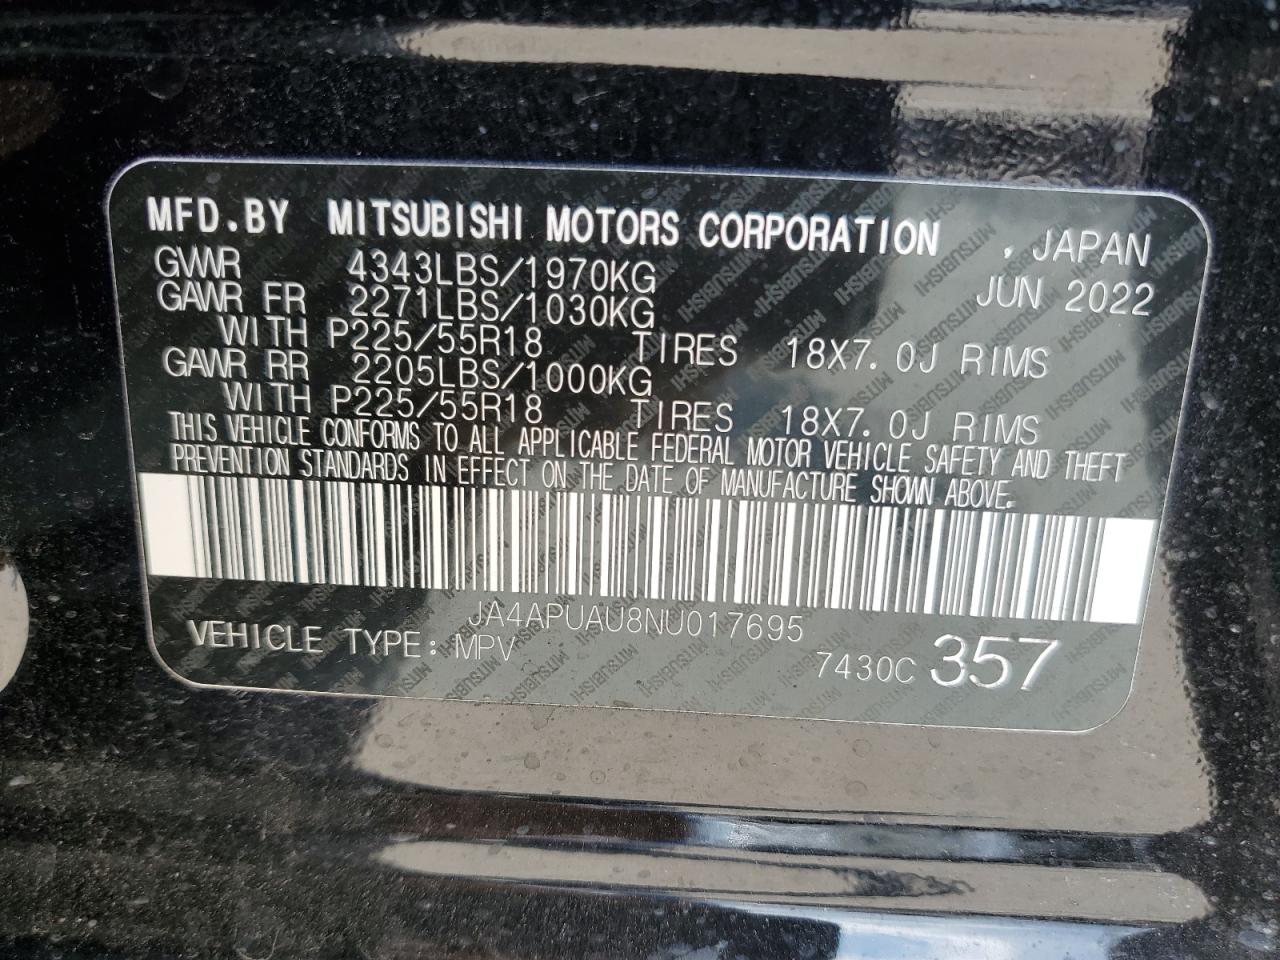 MFD.BY MITSUBISHI MOTORS CORPORATION , JAPAN
GVWR 4343LBS/1970KG JUN 2022
GAWR FR 2271LBS/1030KG
WITH P225/55R18 TIRES 18X7.0J RIMS
GAWR RR 2205LBS/1000KG
WITH P225/55R18 TIRES 18X7.0J RIMS
THIS VEHICLE CONFORMS TO ALL APPLICABLE FEDERAL MOTOR VEHICLE SAFETY AND THEFT
PREVENTION STANDARDS IN EFFECT ON THE DATE OF MANUFACTURE SHOWN ABOVE.
JA4APUAU8NU017695
VEHICLE TYPE:MPV 7430C 357